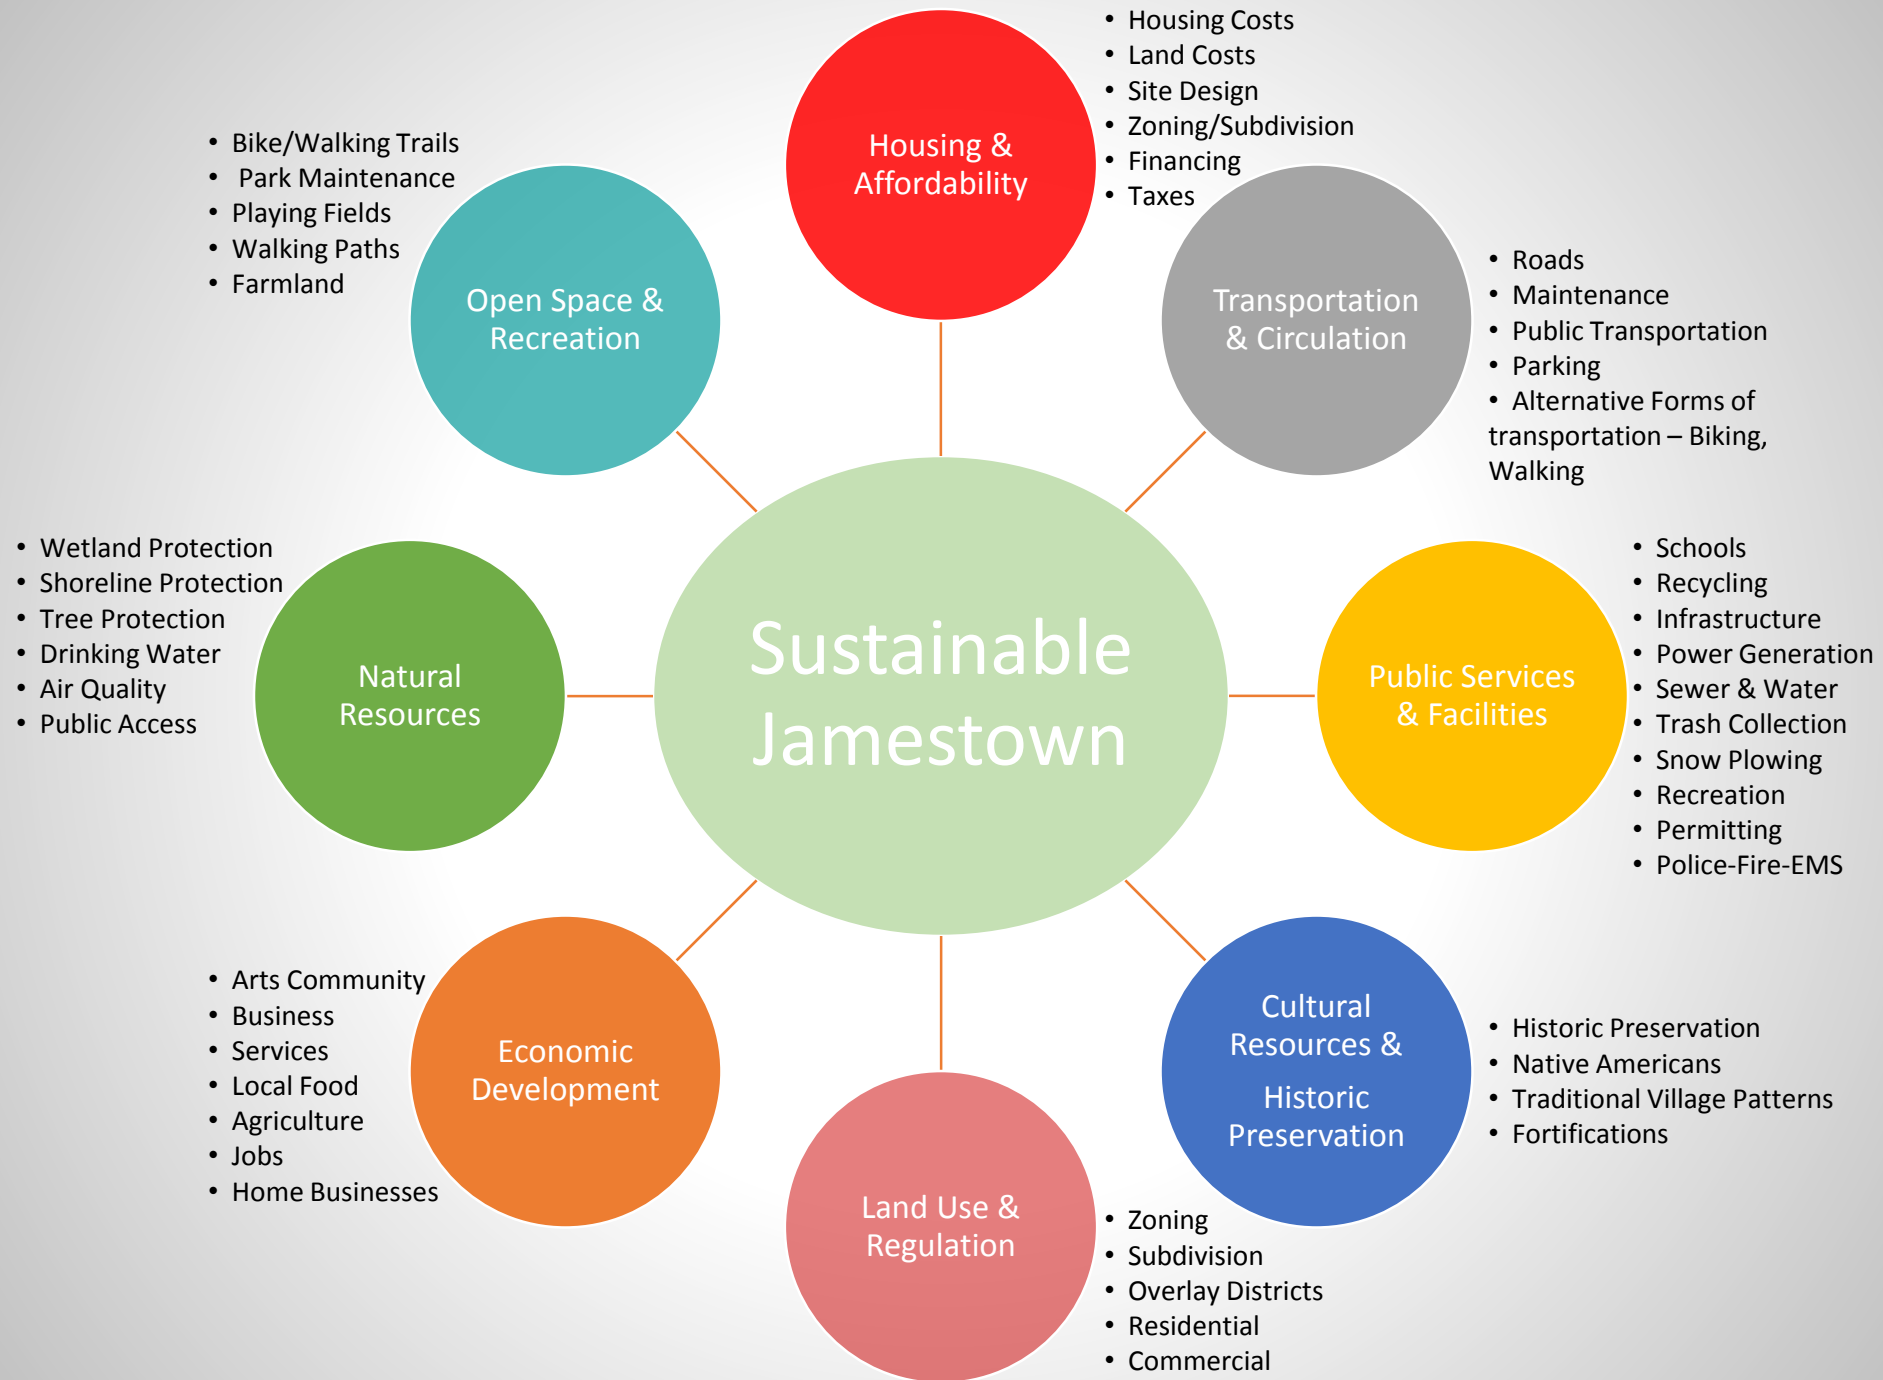 Housing &
Affordability
• Housing Costs
• Land Costs
• Site Design
• Zoning/Subdivision
• Financing
• Taxes
Transportation
& Circulation
• Roads
• Maintenance
• Public Transportation
• Parking
• Alternative Forms of
transportation – Biking,
Walking
Public Services
& Facilities
• Schools
• Recycling
• Infrastructure
• Power Generation
• Sewer & Water
• Trash Collection
• Snow Plowing
• Recreation
• Permitting
• Police-Fire-EMS
Cultural
Resources &
Historic
Preservation
• Historic Preservation
• Native Americans
• Traditional Village Patterns
• Fortifications
Land Use &
Regulation
• Zoning
• Subdivision
• Overlay Districts
• Residential
• Commercial
Economic
Development
• Arts Community
• Business
• Services
• Local Food
• Agriculture
• Jobs
• Home Businesses
Natural
Resources
• Wetland Protection
• Shoreline Protection
• Tree Protection
• Drinking Water
• Air Quality
• Public Access
Open Space &
Recreation
• Bike/Walking Trails
• Park Maintenance
• Playing Fields
• Walking Paths
• Farmland
Sustainable
Jamestown